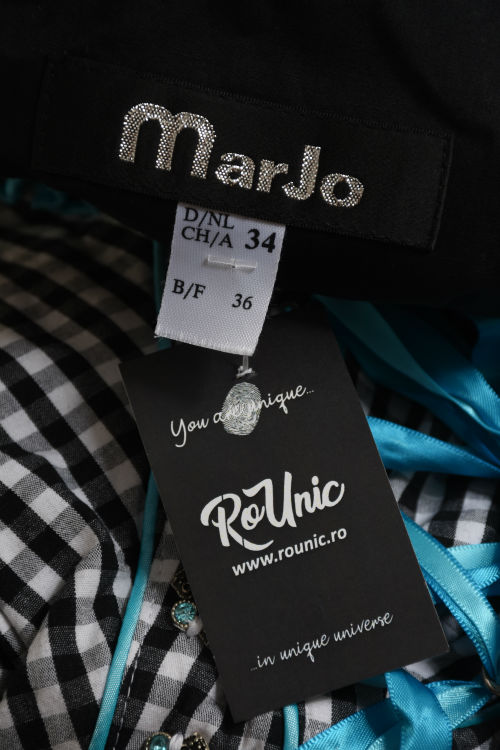 MarJo
D/NL
CH/A 34
B/F 36
You are unique...
RoUnic
www.rounic.ro
...in unique universe